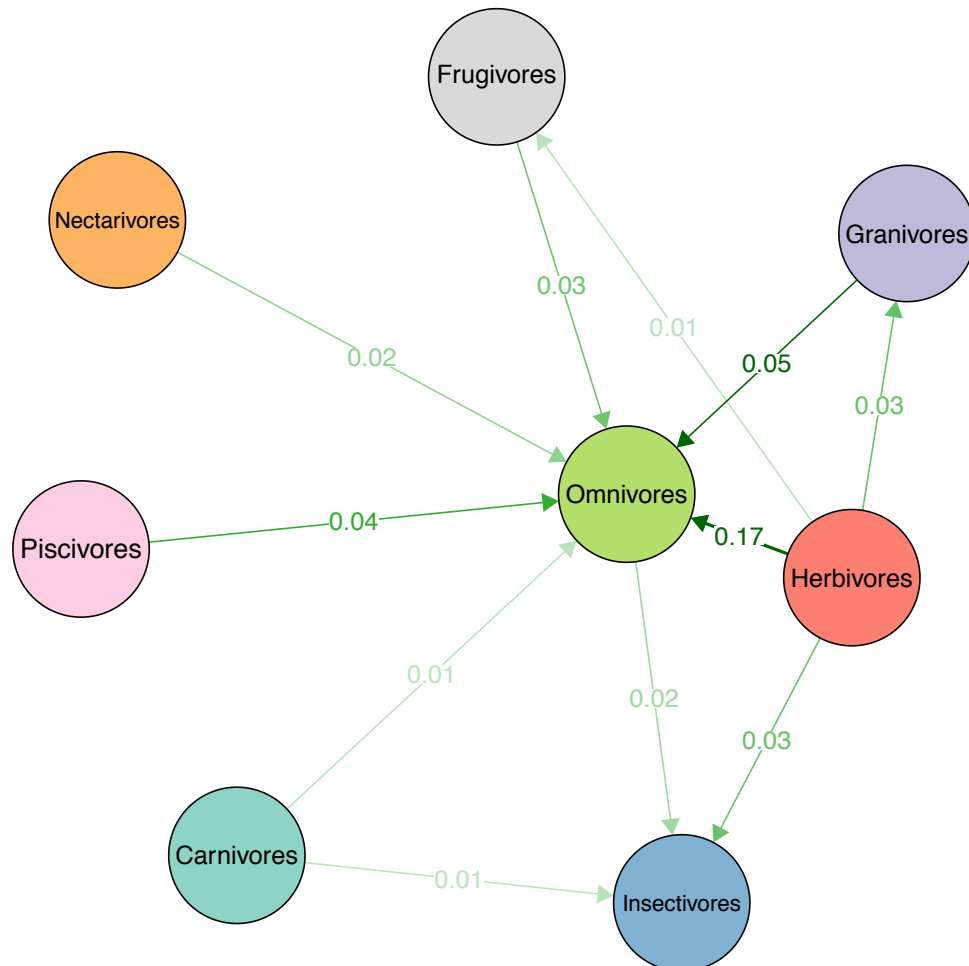 Frugivores
Nectarivores
Granivores
0.03
0.01
0.02
0.05
0.03
Omnivores
Piscivores
0.04
0.17
Herbivores
0.01
0.02
0.03
Carnivores
0.01
Insectivores